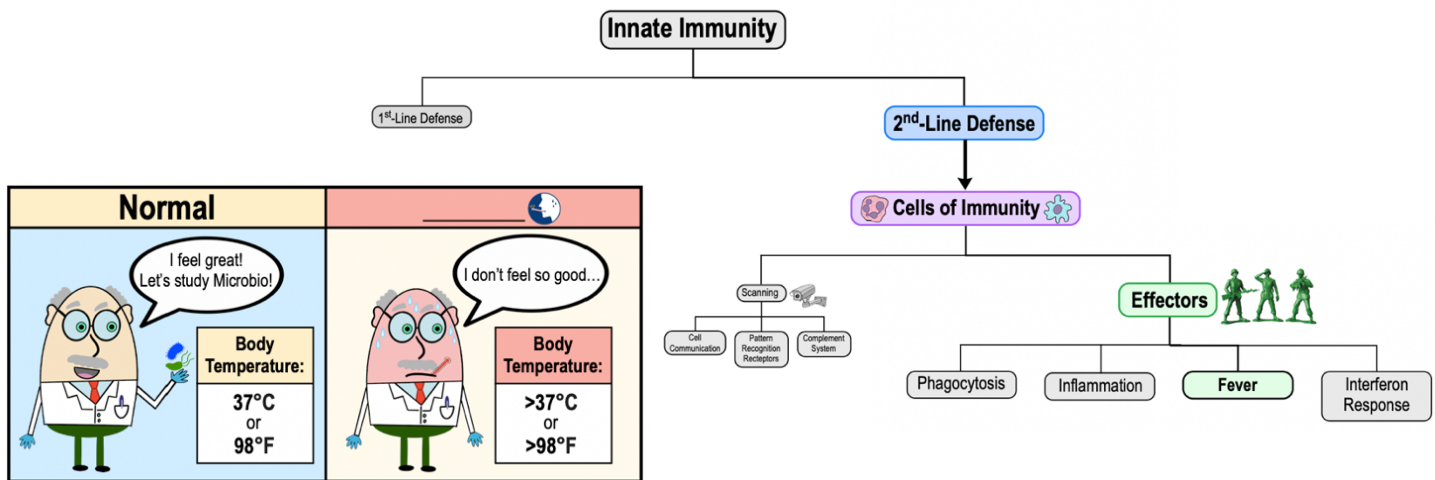 Innate Immunity
1st-Line Defense
2nd-Line Defense
Cells of Immunity
Scanning
Cell
Communication
Pattern
Recognition
Recteptors
Complement
System
Effectors
Phagocytosis
Inflammation
Fever
Interferon
Response
Normal
I feel great!
Let's study Microbio!
Body
Temperature:
37°C
or
98°F
I don't feel so good...
Body
Temperature:
>37°C
or
>98°F